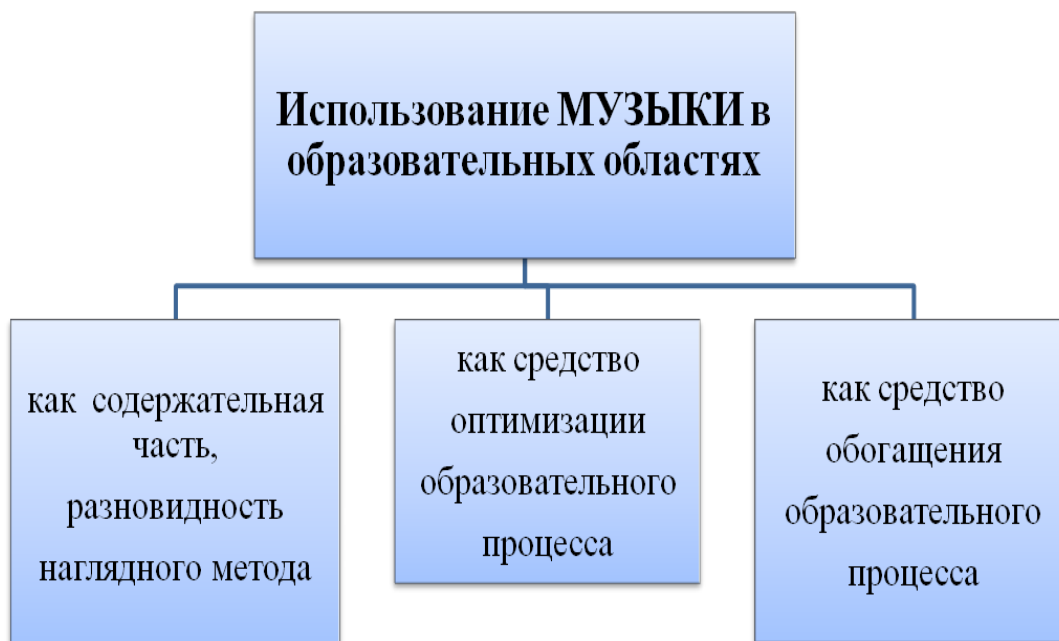 Использование МУЗЫКИ в
образовательных областях
как содержательная
часть,
разновидность
наглядного метода
как средство
оптимизации
образовательного
процесса
как средство
обогащения
образовательного
процесса